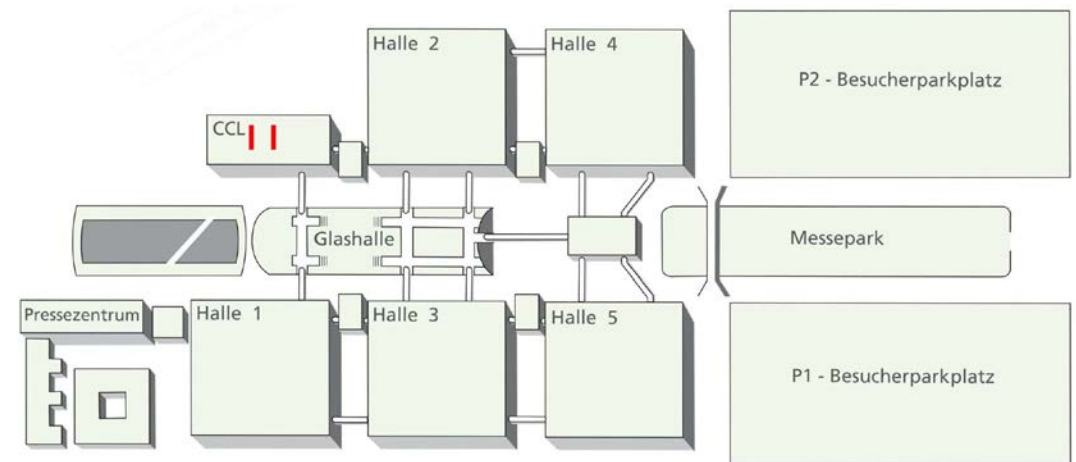 Halle 2
Halle 4
P2 - Besucherparkplatz
CCL
Glashalle
Messepark
Pressezentrum
Halle 1
Halle 3
Halle 5
P1 - Besucherparkplatz